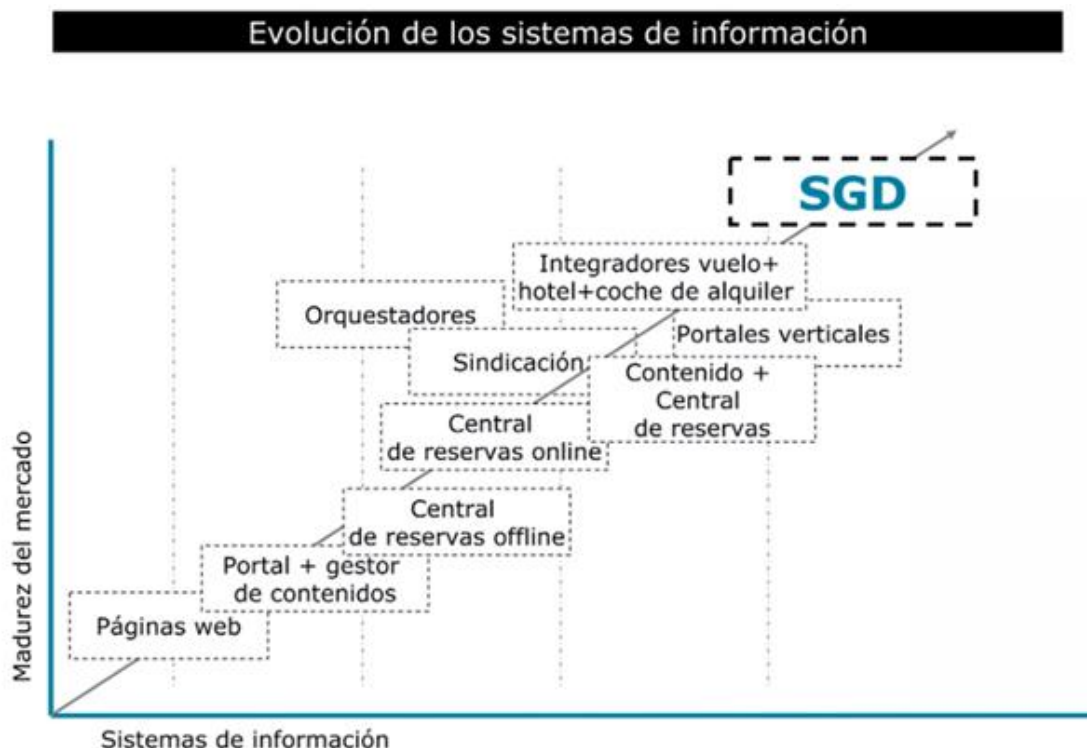 Evolución de los sistemas de información
SGD
Integradores vuelo+
hotel+coche de alquiler
Orquestadores
Portales verticales
Sindicación
Contenido +
Central
de reservas
Central
de reservas online
Central
de reservas offline
Portal + gestor
de contenidos
Páginas web
Madurez del mercado
Sistemas de información